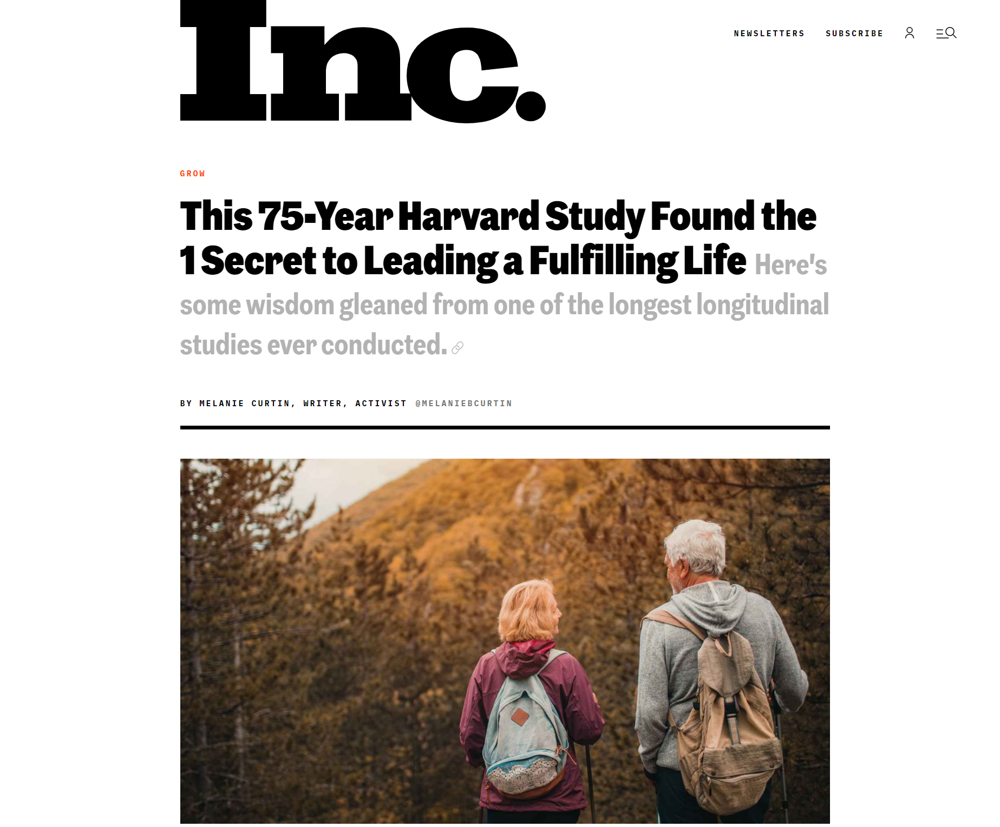 Inc.
NEWSLETTERS SUBSCRIBE
GROW
This 75-Year Harvard Study Found the
1 Secret to Leading a Fulfilling Life Here's
some wisdom gleaned from one of the longest longitudinal
studies ever conducted.
BY MELANIE CURTIN, WRITER, ACTIVIST @MELANIEBCURTIN